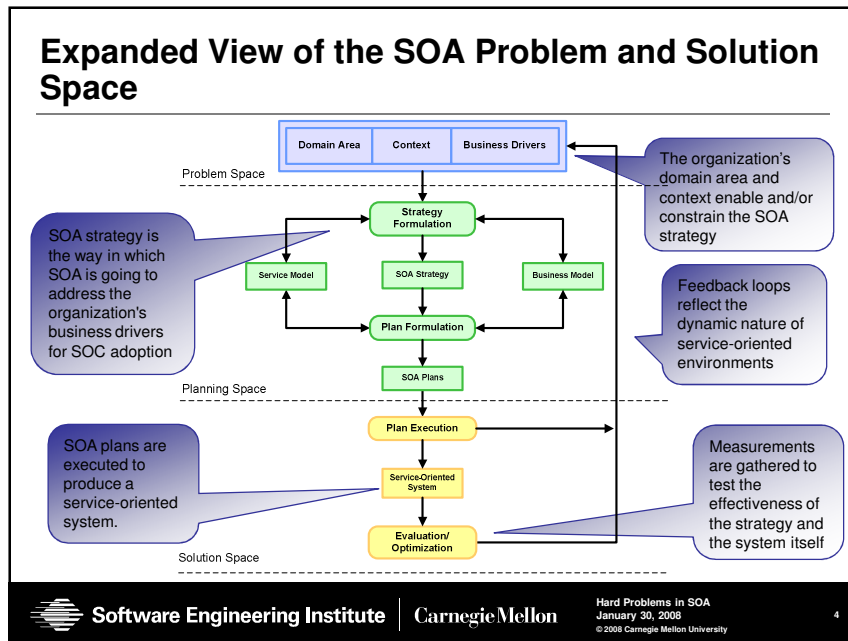 Expanded View of the SOA Problem and Solution
Space
Domain Area
Context
Business Drivers
The organization's
domain area and
context enable and/or
constrain the SOA
strategy
Problem Space
Strategy
Formulation
SOA strategy is
the way in which
SOA is going to
address the
organization's
business drivers
for SOC adoption
Service Model
SOA Strategy
Business Model
Feedback loops
reflect the
dynamic nature of
service-oriented
environments
Plan Formulation
SOA Plans
Planning Space
Plan Execution
SOA plans are
executed to
produce a
service-oriented
system.
Service-Oriented
System
Measurements
are gathered to
test the
effectiveness of
the strategy and
the system itself
Evaluation/
Optimization
Solution Space
Software Engineering Institute
Carnegie Mellon
Hard Problems in SOA
January 30, 2008
© 2008 Carnegie Mellon University
4